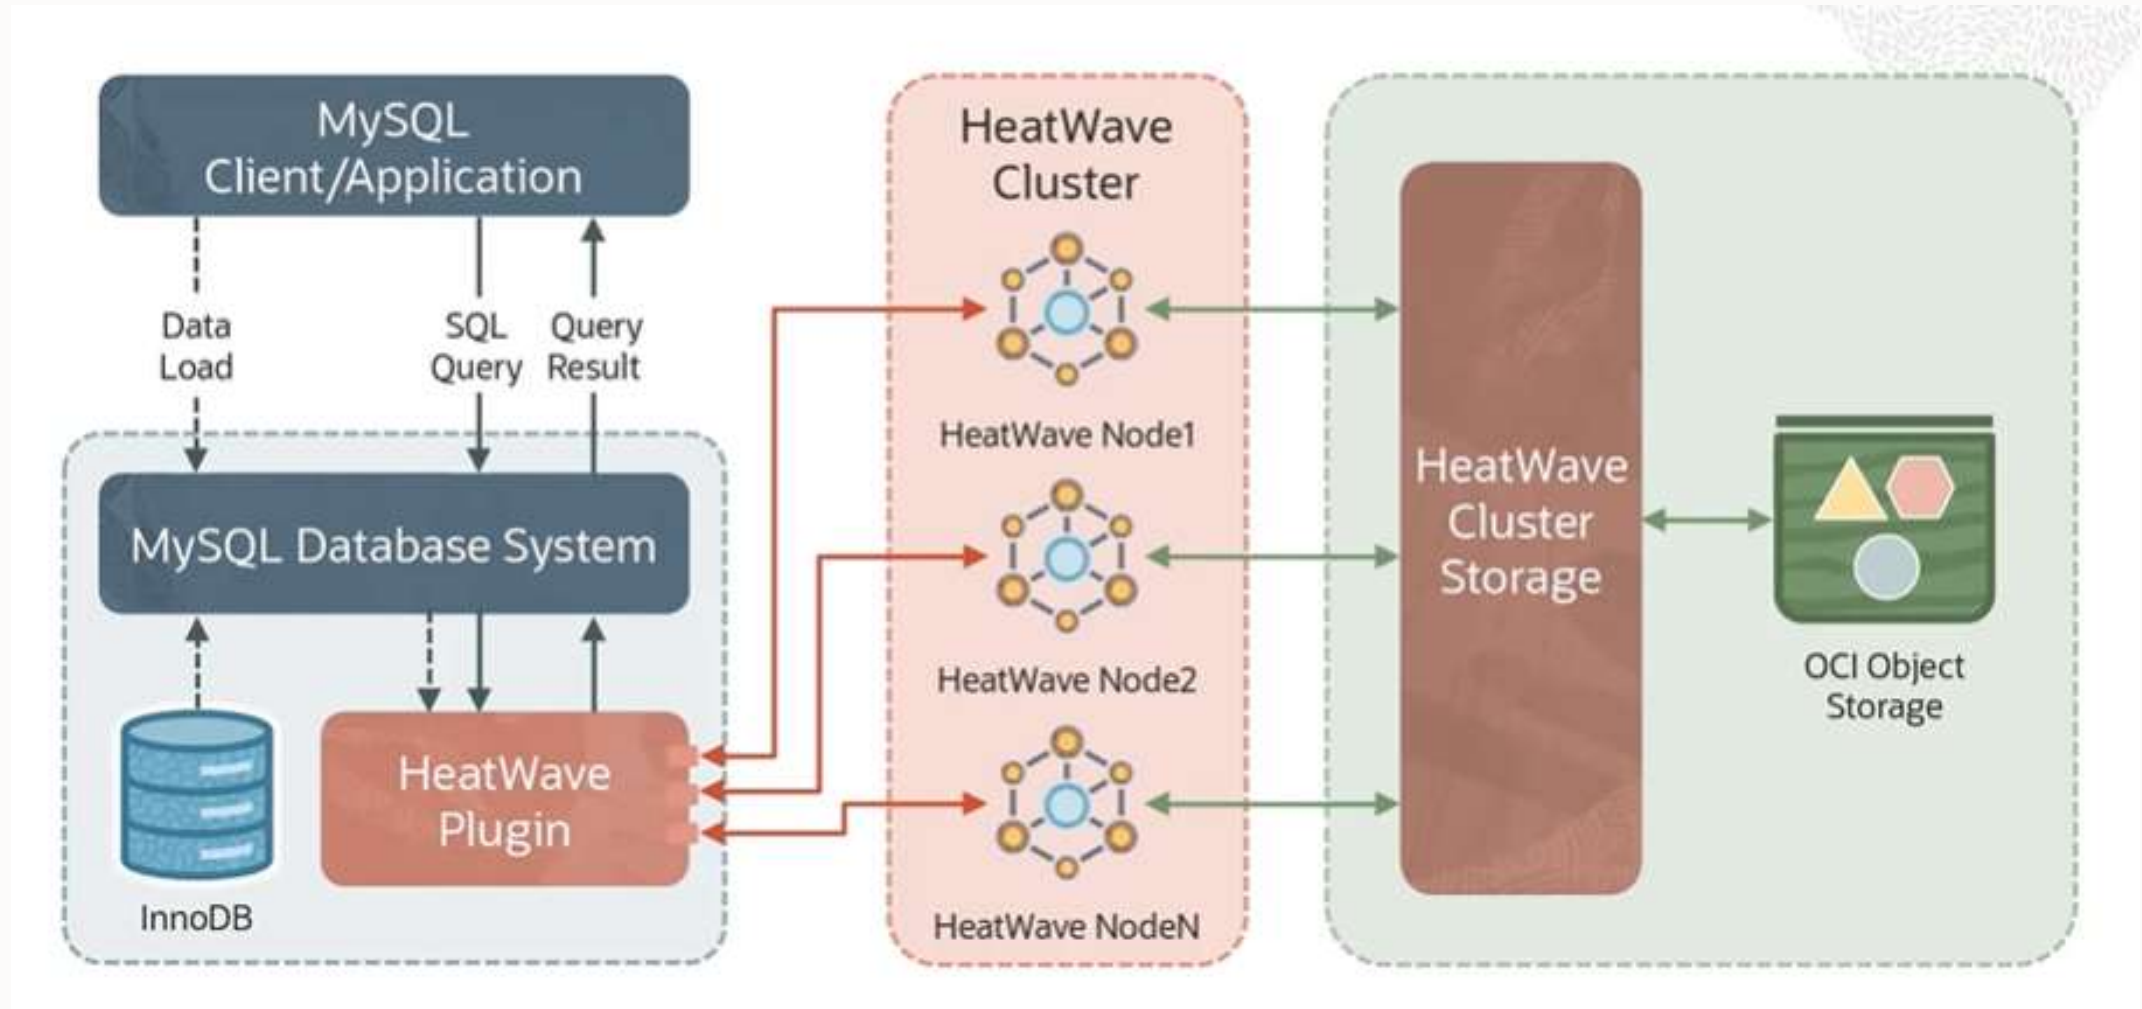 MySQL
Client/Application
Data
Load
SQL
Query
Query
Result
MySQL Database System
InnoDB
HeatWave
Plugin
HeatWave
Cluster
HeatWave Node1
HeatWave Node2
HeatWave NodeN
HeatWave
Cluster
Storage
OCI Object
Storage